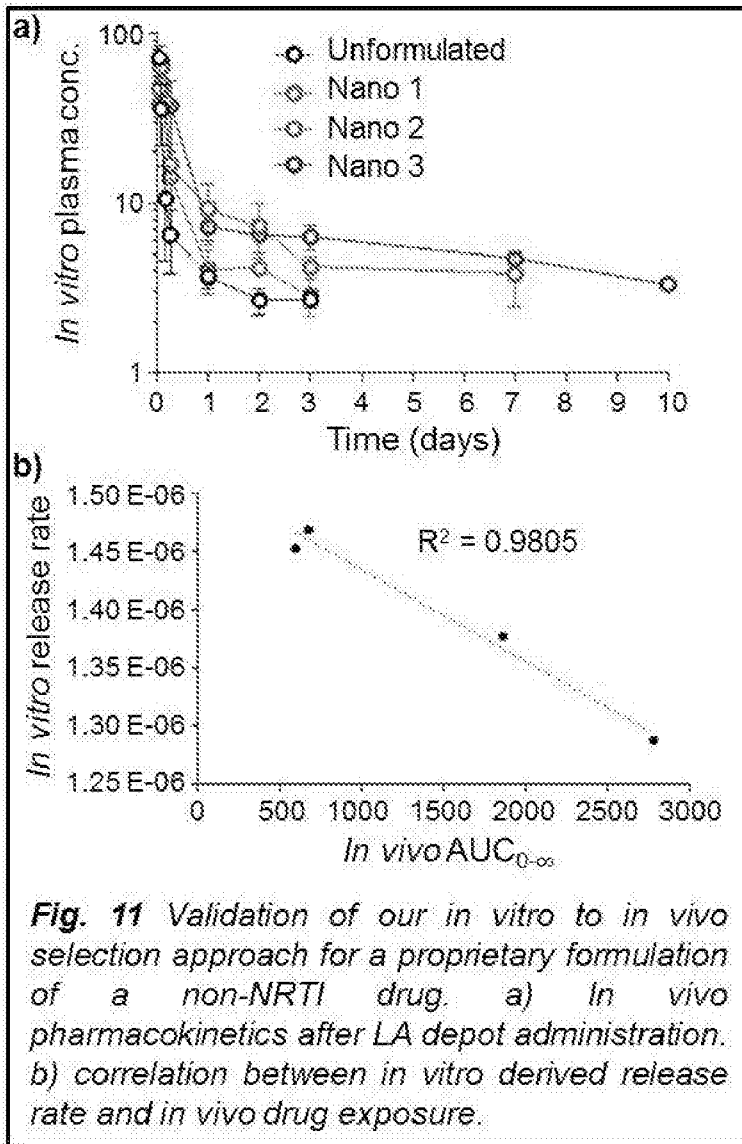 a)
100
10
1
In vitro plasma conc.
Unformulated
Nano 1
Nano 2
Nano 3
0 1 2 3 4 5 6 7 8 9 10
Time (days)
b)
In vitro release rate
1.50 E-06
1.45 E-06
1.40 E-06
1.35 E-06
1.30 E-06
1.25 E-06
R² = 0.9805
0 500 1000 1500 2000 2500 3000
In vivo AUC₀₋∞
Fig. 11 Validation of our in vitro to in vivo
selection approach for a proprietary formulation
of a non-NRTI drug. a) In vivo
pharmacokinetics after LA depot administration.
b) correlation between in vitro derived release
rate and in vivo drug exposure.